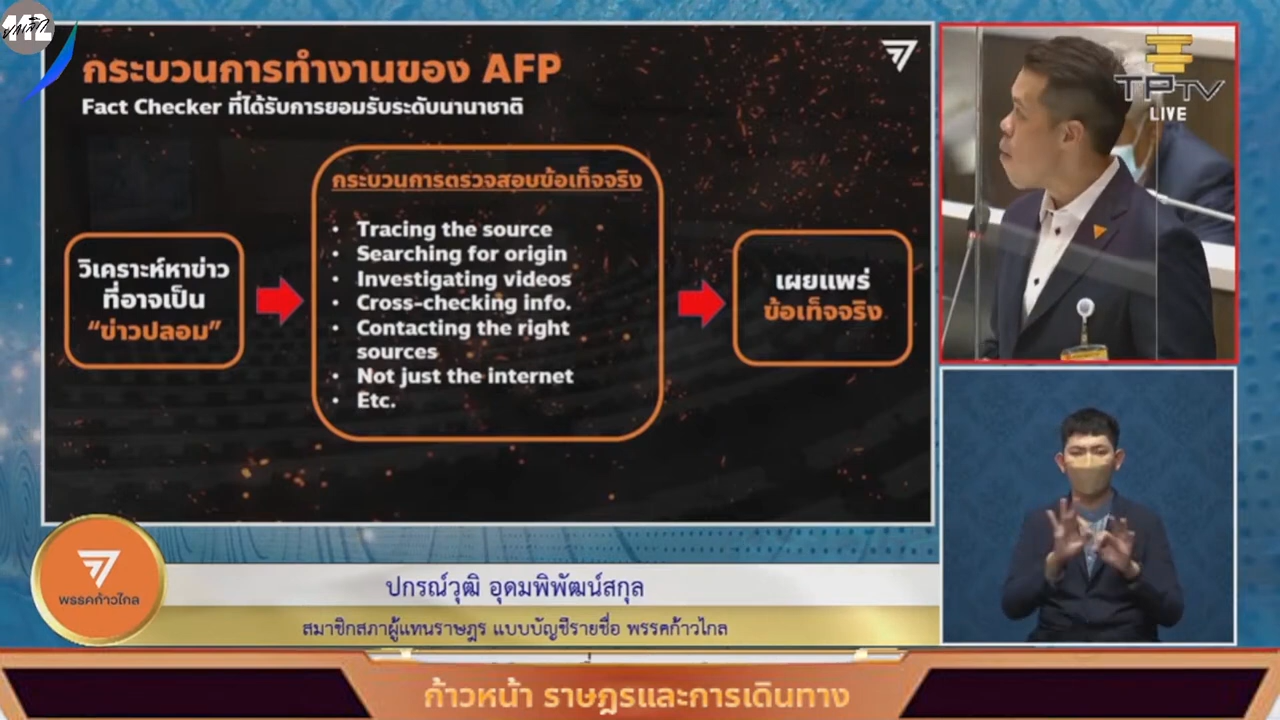 ยกเลิก
112
กระบวนการทำงานของ AFP
Fact Checker ที่ได้รับการยอมรับระดับนานาชาติ
วิเคราะห์หาข่าว
ที่อาจเป็น
“ข่าวปลอม”
กระบวนการตรวจสอบข้อเท็จจริง
• Tracing the source
• Searching for origin
• Investigating videos
• Cross-checking info.
• Contacting the right
sources
• Not just the internet
• Etc.
เผยแพร่
ข้อเท็จจริง
TPTV
LIVE
พรรคก้าวไกล
ปกรณ์วุฒิ อุดมพิพัฒน์สกุล
สมาชิกสภาผู้แทนราษฎร แบบบัญชีรายชื่อ พรรคก้าวไกล
ก้าวหน้า ราษฎรและการเดินทาง